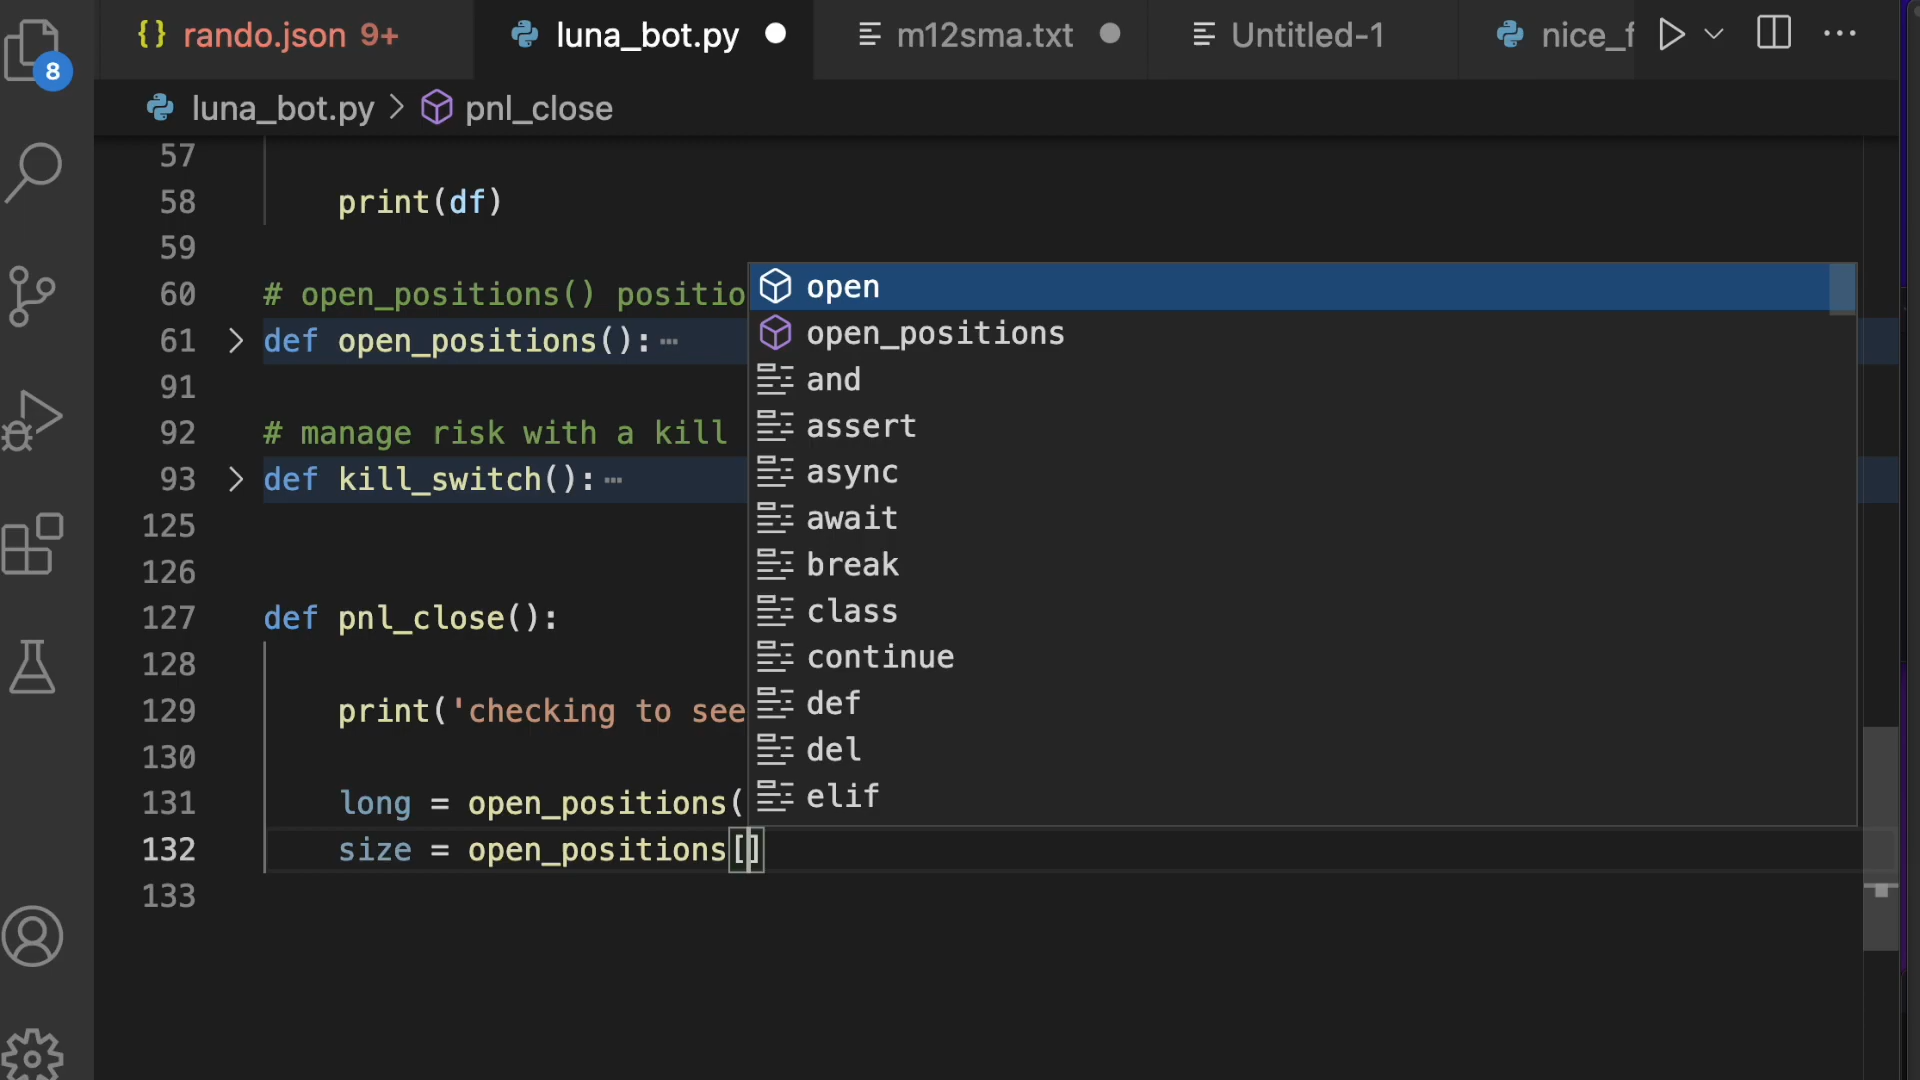 {} rando.json 9+
luna_bot.py
m12sma.txt
Untitled-1
nice_f
8
luna_bot.py > pnl_close
57
58 print(df)
59
60 # open_positions() positio
61 def open_positions():…
91
92 # manage risk with a kill
93 def kill_switch():…
125
126
127 def pnl_close():
128
129 print('checking to see
130
131 long = open_positions(
132 size = open_positions[]
133
open
open_positions
and
assert
async
await
break
class
continue
def
del
elif